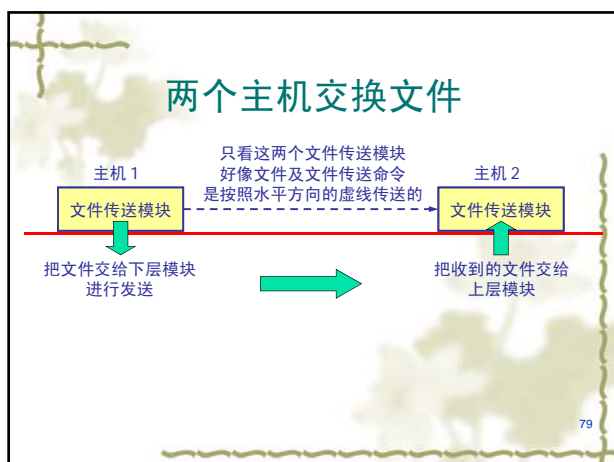 两个主机交换文件
只看这两个文件传送模块
好像文件及文件传送命令
是按照水平方向的虚线传送的
主机 1
主机 2
文件传送模块
文件传送模块
把文件交给下层模块
进行发送
把收到的文件交给
上层模块
79